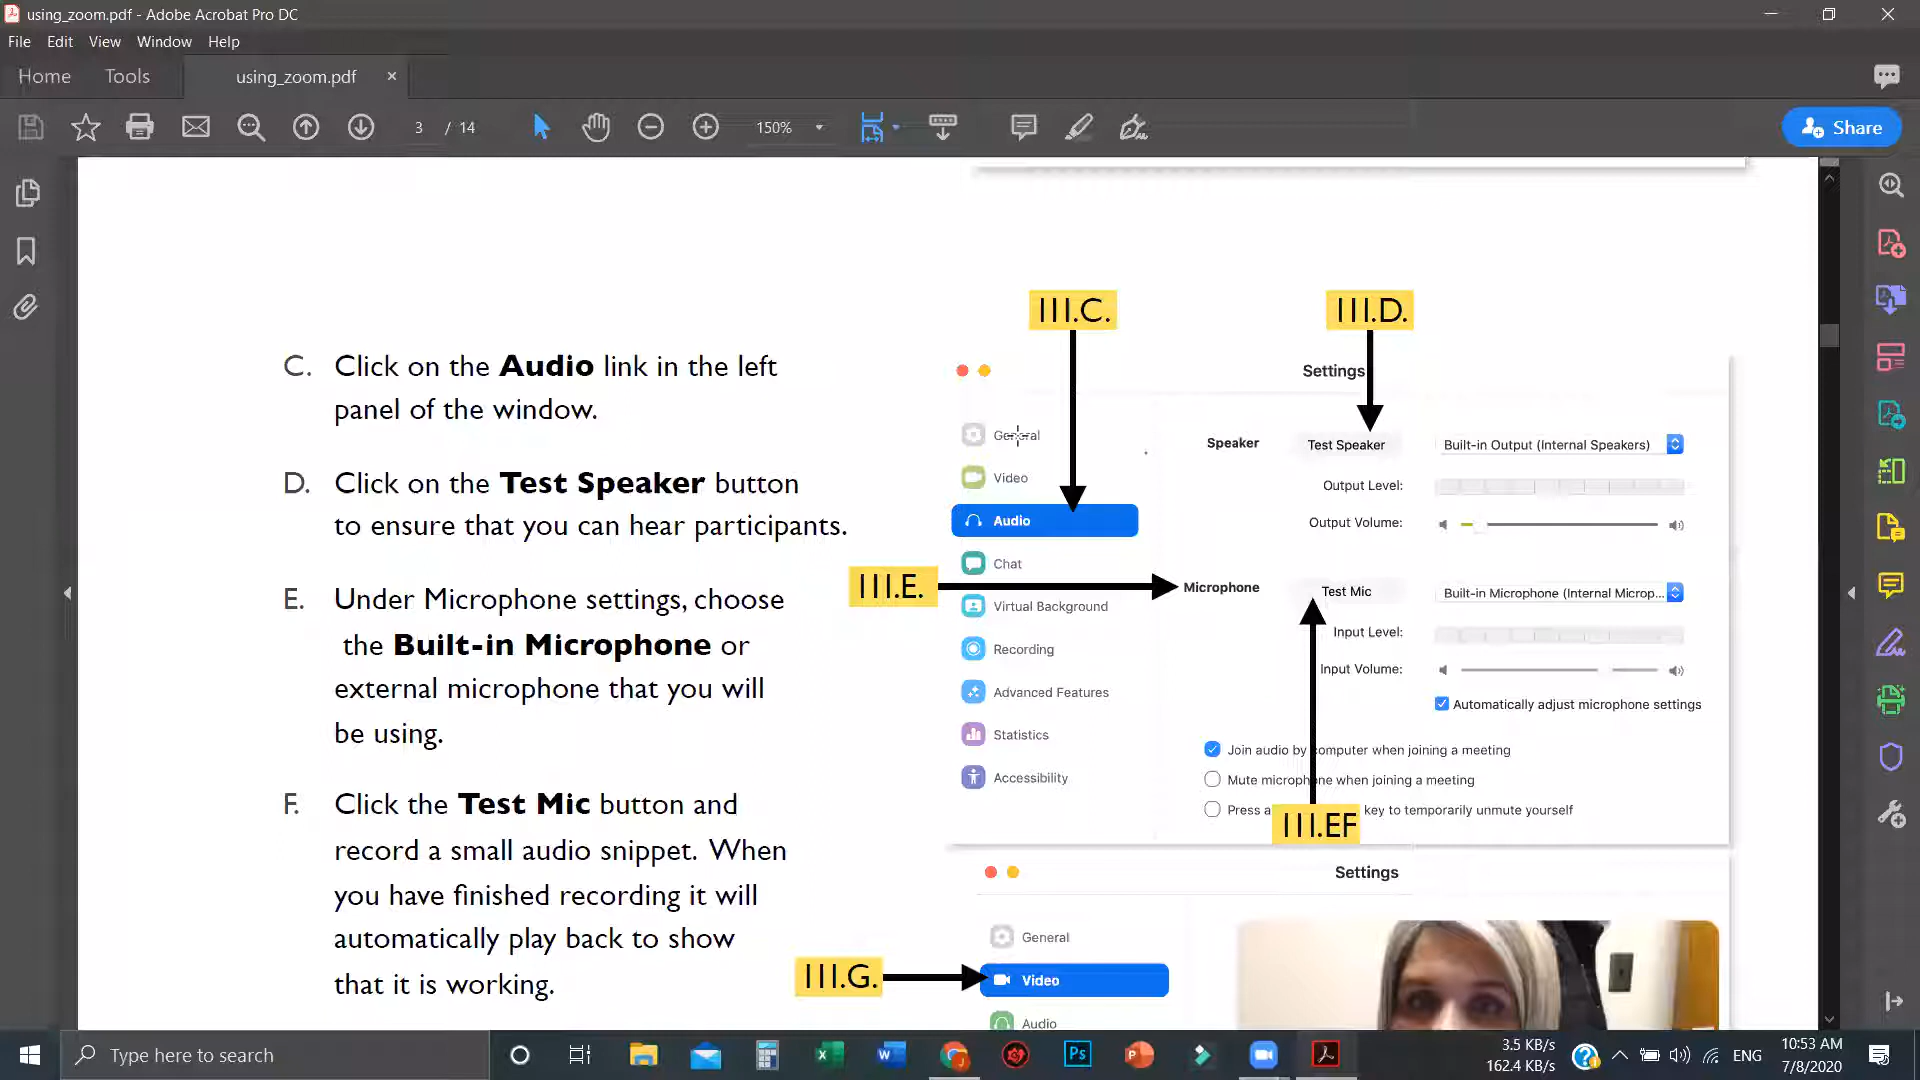 using_zoom.pdf - Adobe Acrobat Pro DC
File Edit View Window Help
Home Tools using_zoom.pdf ×
3 / 14 150% Share
III.C. III.D.
C. Click on the Audio link in the left
panel of the window.
D. Click on the Test Speaker button
to ensure that you can hear participants.
E. Under Microphone settings, choose
the Built-in Microphone or
external microphone that you will
be using.
F. Click the Test Mic button and
record a small audio snippet. When
you have finished recording it will
automatically play back to show
that it is working.
Settings
General
Video
Audio
Chat
Virtual Background
Recording
Advanced Features
Statistics
Accessibility
III.E.
Speaker Test Speaker Built-in Output (Internal Speakers)
Output Level:
Output Volume:
Microphone Test Mic Built-in Microphone (Internal Microp...
Input Level:
Input Volume:
Automatically adjust microphone settings
Join audio by computer when joining a meeting
Mute microphone when joining a meeting
Press a key to temporarily unmute yourself
III.EF
Settings
General
III.G. Video
Audio
Type here to search
3.5 KB/s
162.4 KB/s
ENG
10:53 AM
7/8/2020